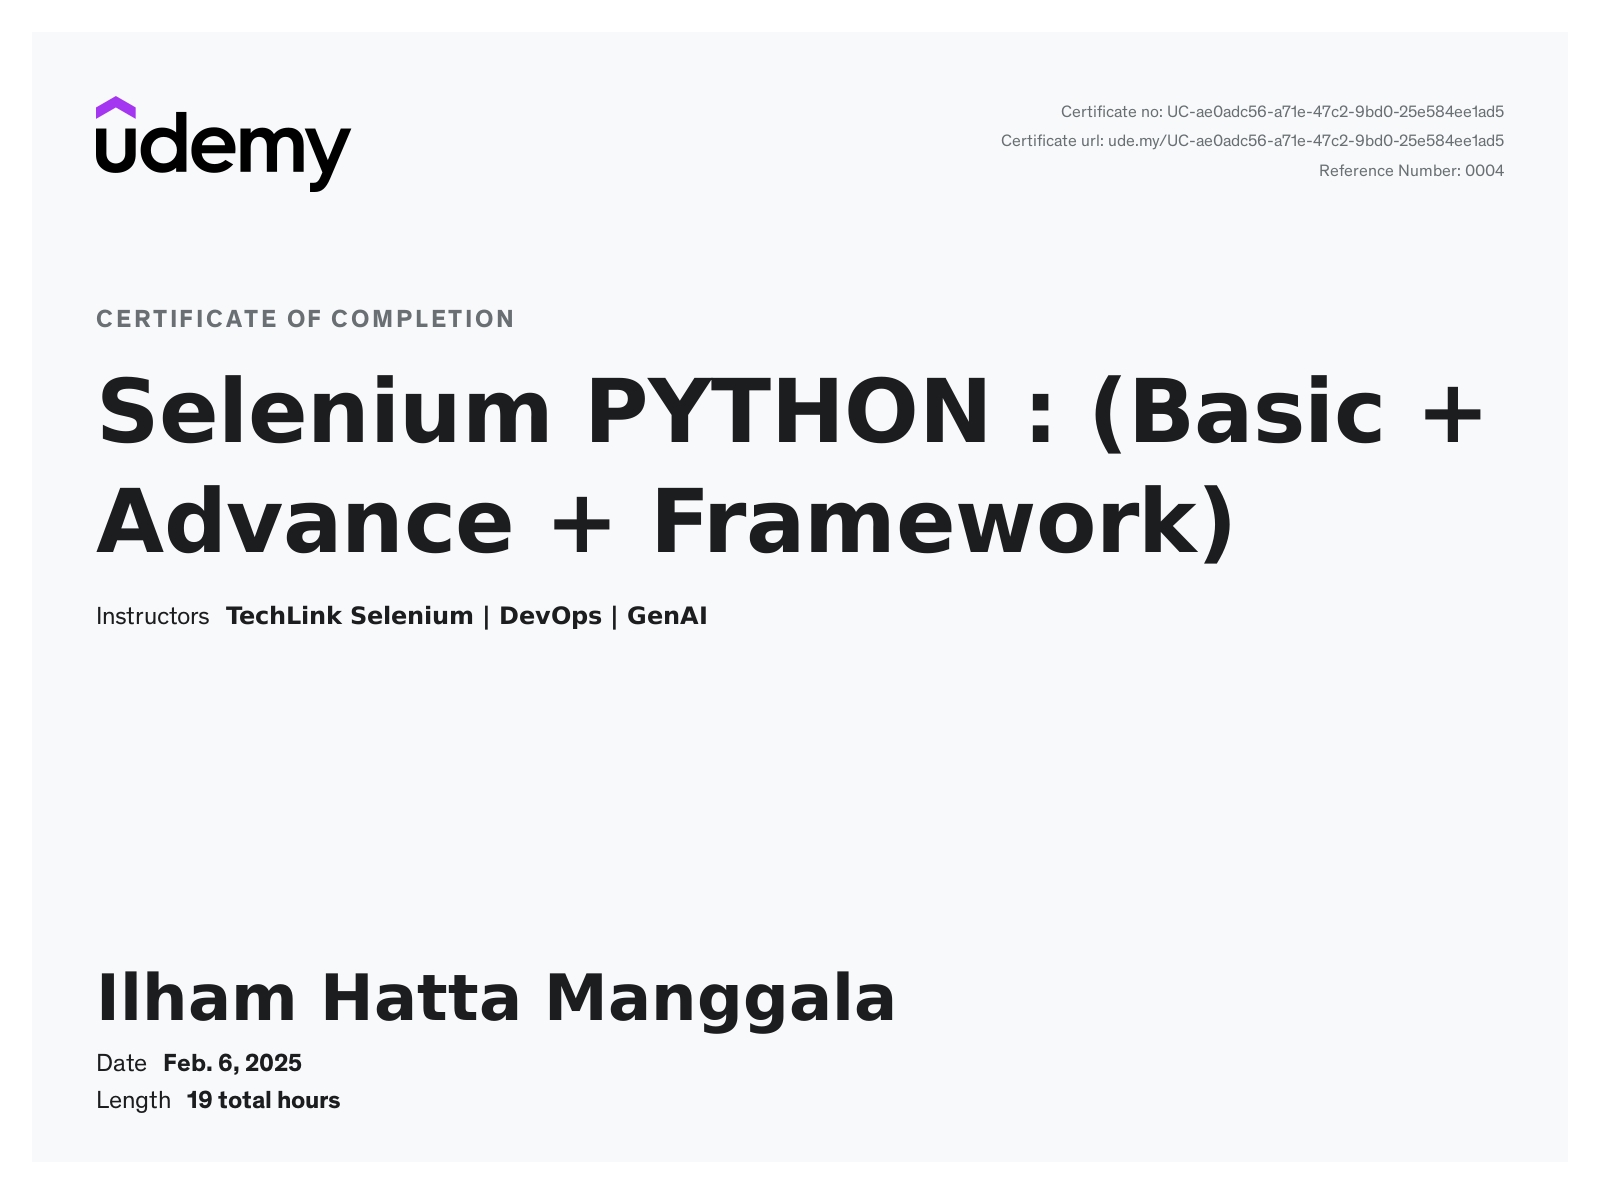 udemy
Certificate no: UC-ae0adc56-a71e-47c2-9bd0-25e584ee1ad5
Certificate url: ude.my/UC-ae0adc56-a71e-47c2-9bd0-25e584ee1ad5
Reference Number: 0004
CERTIFICATE OF COMPLETION
Selenium PYTHON : (Basic +
Advance + Framework)
Instructors TechLink Selenium | DevOps | GenAI
Ilham Hatta Manggala
Date Feb. 6, 2025
Length 19 total hours